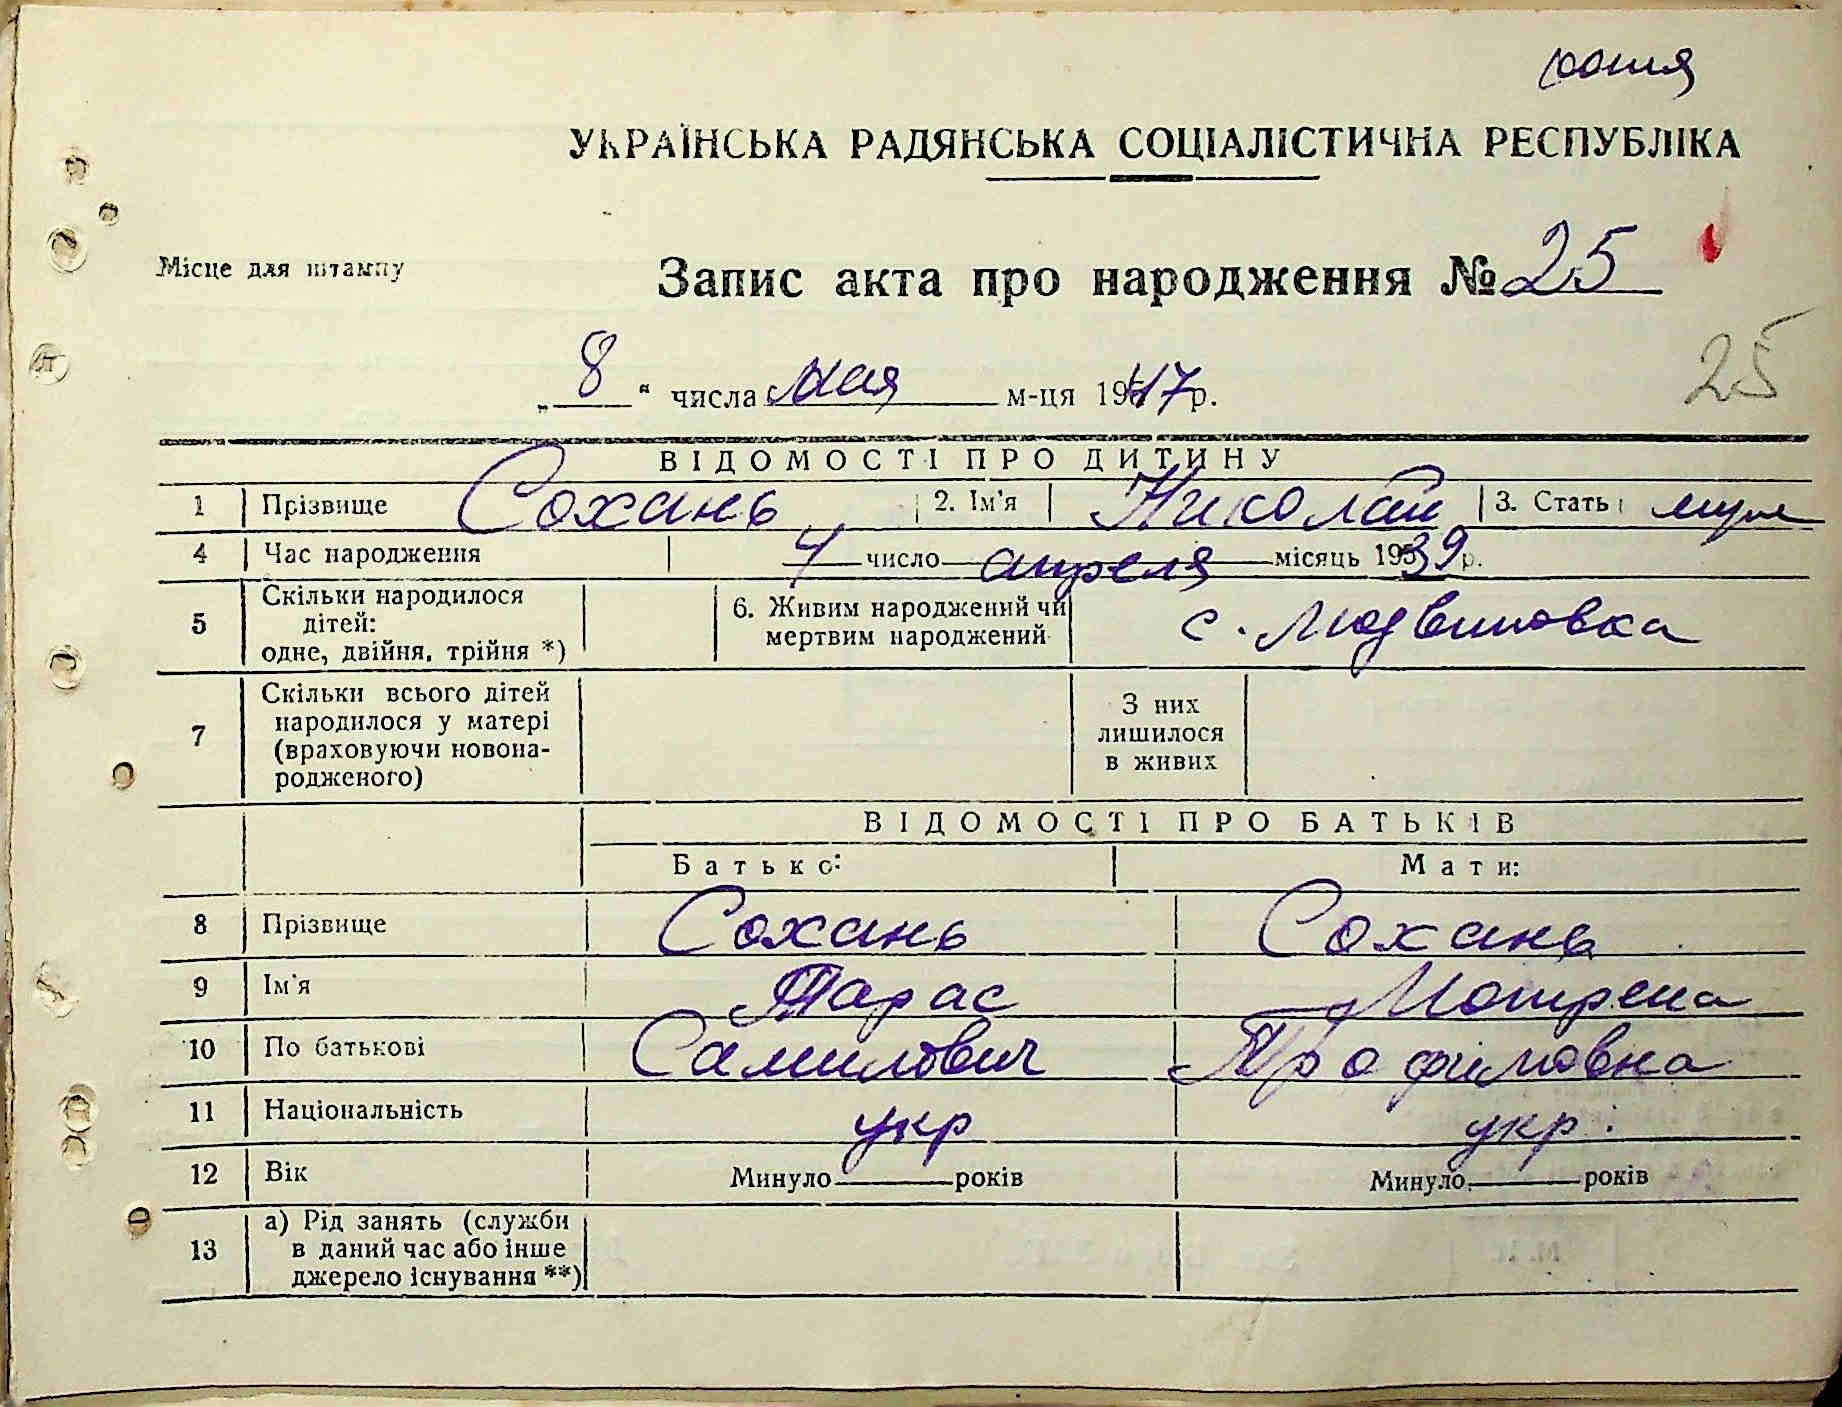 копия
УКРАЇНСЬКА РАДЯНСЬКА СОЦІАЛІСТИЧНА РЕСПУБЛІКА
Місце для штампу
Запис акта про народження № 25
25
„ 8 “ числа мая м-ця 1947 р.
ВІДОМОСТІ ПРО ДИТИНУ
1 Прізвище Сохань 2. Ім'я Николай 3. Стать муж
4 Час народження 4 число апреля місяць 1939 р.
5 Скільки народилося дітей: одне, двійня, трійня *) 6. Живим народжений чи мертвим народжений с. Людвиновка
7 Скільки всього дітей народилося у матері (враховуючи новонародженого) З них лишилося в живих
ВІДОМОСТІ ПРО БАТЬКІВ
Батько: Мати:
8 Прізвище Сохань Сохань
9 Ім'я Тарас Мотрена
10 По батькові Самилович Трофимовна
11 Національність укр укр.
12 Вік Минуло років Минуло років
13 а) Рід занять (служби в даний час або інше джерело існування **)